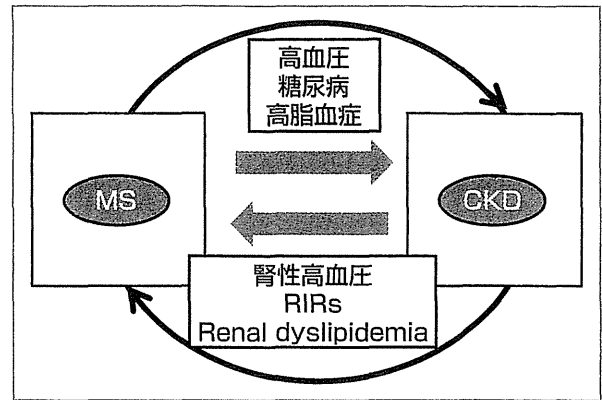 高血圧
糖尿病
高脂血症
MS
CKD
腎性高血圧
RIRs
Renal dyslipidemia